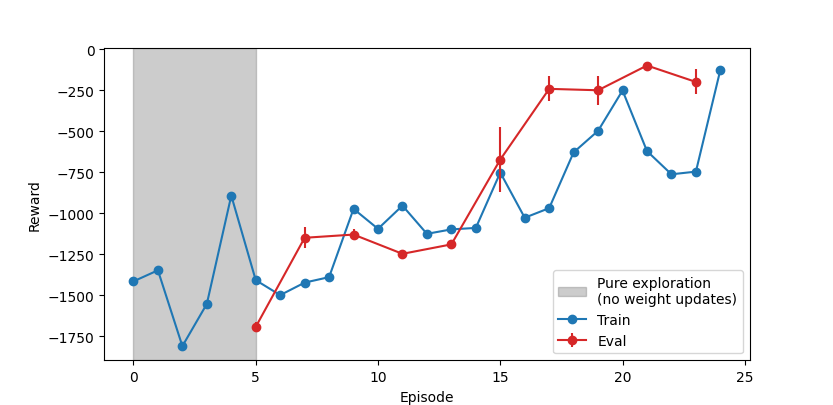 0
−250
−500
−750
−1000
−1250
−1500
−1750
Reward
Pure exploration
(no weight updates)
Train
Eval
0 5 10 15 20 25
Episode